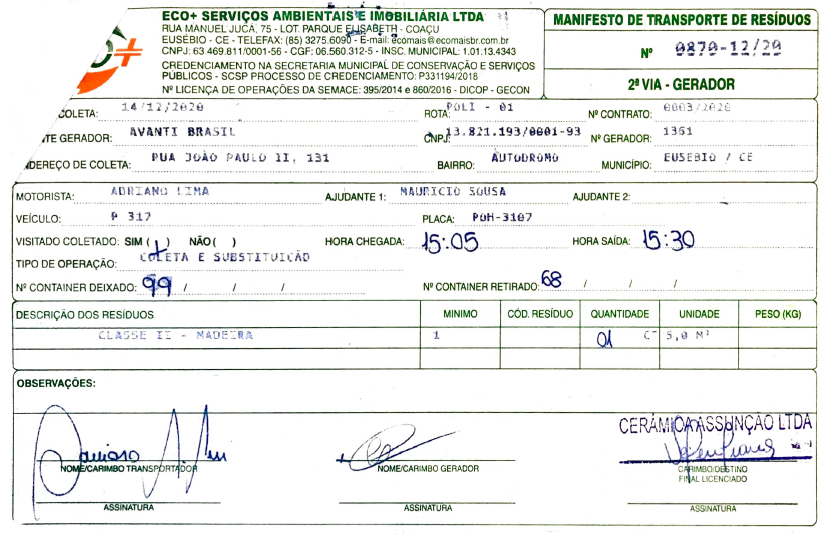 ECO+ SERVIÇOS AMBIENTAIS E IMOBILIÁRIA LTDA
RUA MANUEL JUCÁ, 75 - LOT. PARQUE ELISABETH - COAÇU
EUSÉBIO - CE - TELEFAX: (85) 3275.6090 - E-mail: ecomais@ecomaisbr.com.br
CNPJ: 63.469.811/0001-56 - CGF: 06.560.312-5 - INSC. MUNICIPAL: 1.01.13.4343
CREDENCIAMENTO NA SECRETARIA MUNICIPAL DE CONSERVAÇÃO E SERVIÇOS
PÚBLICOS - SCSP PROCESSO DE CREDENCIAMENTO: P331194/2018
Nº LICENÇA DE OPERAÇÕES DA SEMACE: 395/2014 e 860/2016 - DICOP - GECON
MANIFESTO DE TRANSPORTE DE RESÍDUOS
Nº 0879-12/20
2ª VIA - GERADOR
COLETA: 14/12/2020 ROTA: POLI - 01 Nº CONTRATO: 0003/2020
NTE GERADOR: AVANTI BRASIL CNPJ: 13.821.193/0001-93 Nº GERADOR: 1361
NDEREÇO DE COLETA: RUA JOÃO PAULO II, 131 BAIRRO: AUTODROMO MUNICÍPIO: EUSEBIO / CE
MOTORISTA: ADRIANO LIMA AJUDANTE 1: MAURICIO SOUSA AJUDANTE 2:
VEÍCULO: P 317 PLACA: POH-3107
VISITADO COLETADO: SIM ( ) NÃO ( ) HORA CHEGADA: 15:05 HORA SAÍDA: 15:30
TIPO DE OPERAÇÃO: COLETA E SUBSTITUICÃO
Nº CONTAINER DEIXADO: 99 / / / Nº CONTAINER RETIRADO: 68 / / /
DESCRIÇÃO DOS RESÍDUOS MINIMO CÓD. RESÍDUO QUANTIDADE UNIDADE PESO (KG)
CLASSE II - MADEIRA 1 01 CT 5,0 M³
OBSERVAÇÕES:
CERÂMICA ASSUNÇÃO LTDA
NOME/CARIMBO TRANSPORTADOR NOME/CARIMBO GERADOR CARIMBO/DESTINO
FINAL LICENCIADO
ASSINATURA ASSINATURA ASSINATURA